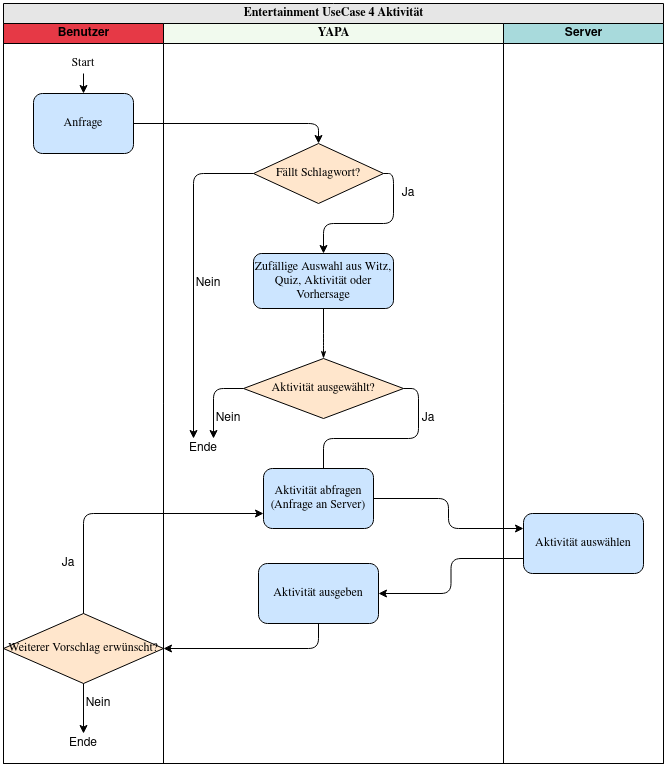 Entertainment UseCase 4 Aktivität
Benutzer
YAPA
Server
Start
Anfrage
Fällt Schlagwort?
Ja
Zufällige Auswahl aus Witz,
Quiz, Aktivität oder
Vorhersage
Nein
Aktivität ausgewählt?
Nein
Ja
Ende
Aktivität abfragen
(Anfrage an Server)
Aktivität auswählen
Ja
Aktivität ausgeben
Weiterer Vorschlag erwünscht?
Nein
Ende